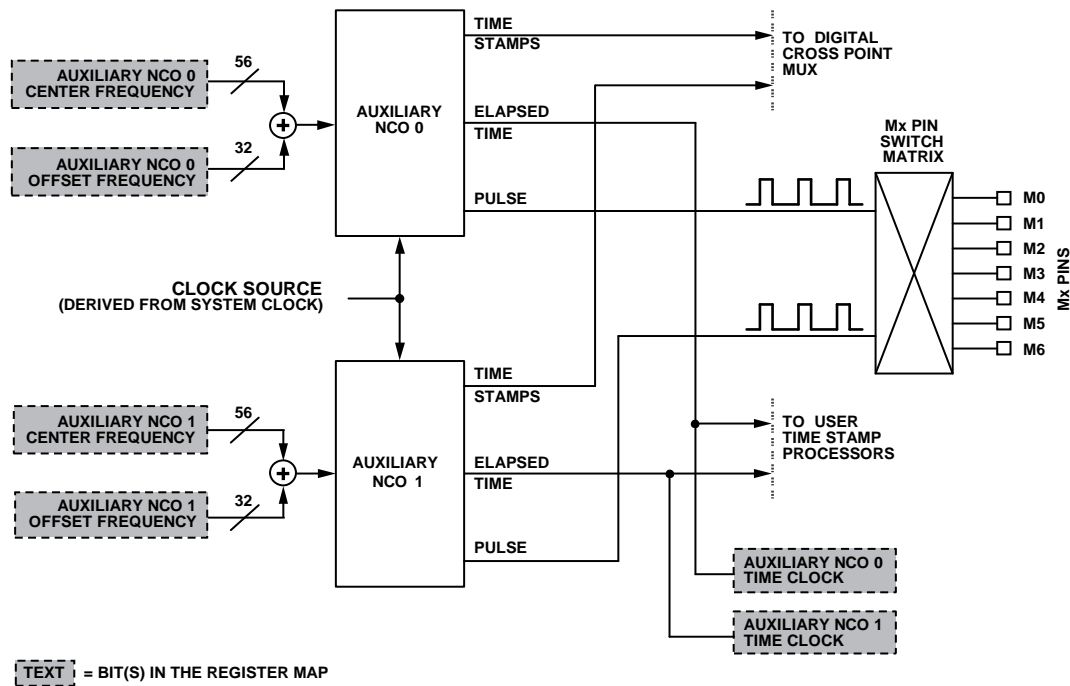 AUXILIARY NCO 0
CENTER FREQUENCY
56
AUXILIARY NCO 0
OFFSET FREQUENCY
32
+
AUXILIARY
NCO 0
TIME
STAMPS
ELAPSED
TIME
PULSE
TO DIGITAL
CROSS POINT
MUX
Mx PIN
SWITCH
MATRIX
M0
M1
M2
M3
M4
M5
M6
Mx PINS
CLOCK SOURCE
(DERIVED FROM SYSTEM CLOCK)
AUXILIARY NCO 1
CENTER FREQUENCY
56
AUXILIARY NCO 1
OFFSET FREQUENCY
32
+
AUXILIARY
NCO 1
TIME
STAMPS
ELAPSED
TIME
PULSE
TO USER
TIME STAMP
PROCESSORS
AUXILIARY NCO 0
TIME CLOCK
AUXILIARY NCO 1
TIME CLOCK
TEXT = BIT(S) IN THE REGISTER MAP